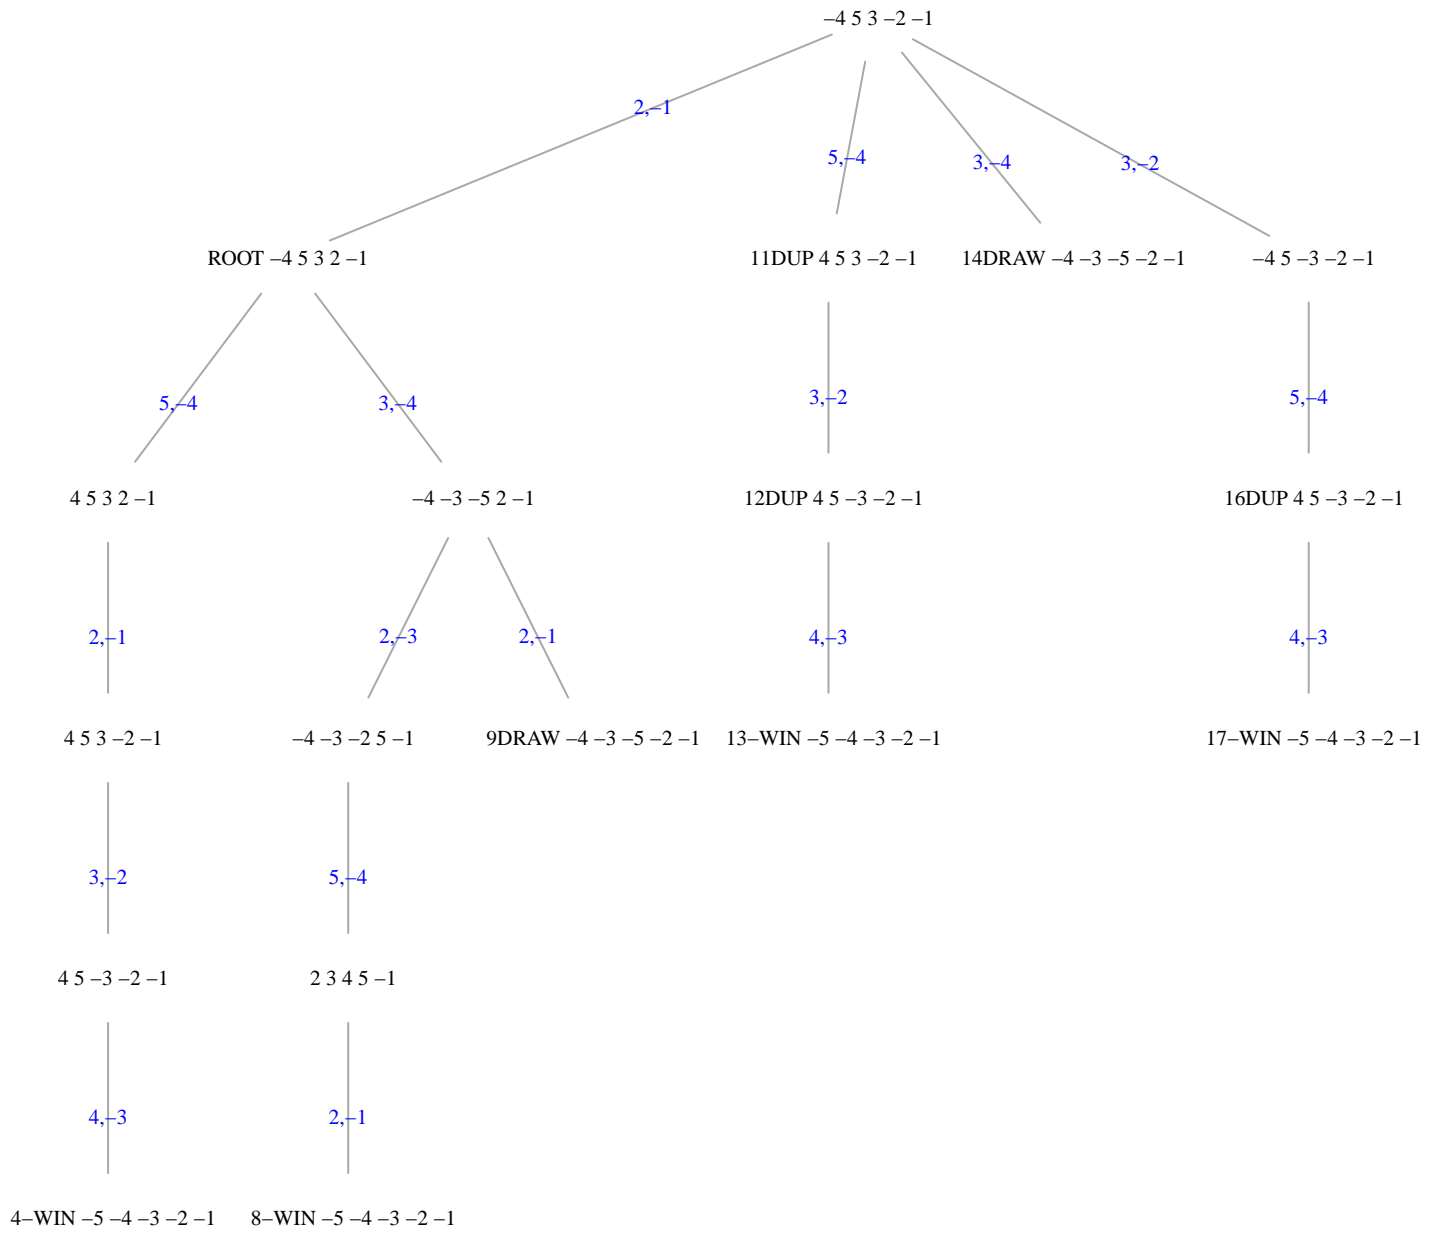 –4 5 3 –2 –1
2,–1
5,–4
3,–4
3,–2
ROOT –4 5 3 2 –1
11DUP 4 5 3 –2 –1
14DRAW –4 –3 –5 –2 –1
–4 5 –3 –2 –1
5,–4
3,–4
3,–2
5,–4
4 5 3 2 –1
–4 –3 –5 2 –1
12DUP 4 5 –3 –2 –1
16DUP 4 5 –3 –2 –1
2,–1
2,–3
2,–1
4,–3
4,–3
4 5 3 –2 –1
–4 –3 –2 5 –1
9DRAW –4 –3 –5 –2 –1
13–WIN –5 –4 –3 –2 –1
17–WIN –5 –4 –3 –2 –1
3,–2
5,–4
4 5 –3 –2 –1
2 3 4 5 –1
4,–3
2,–1
4–WIN –5 –4 –3 –2 –1
8–WIN –5 –4 –3 –2 –1